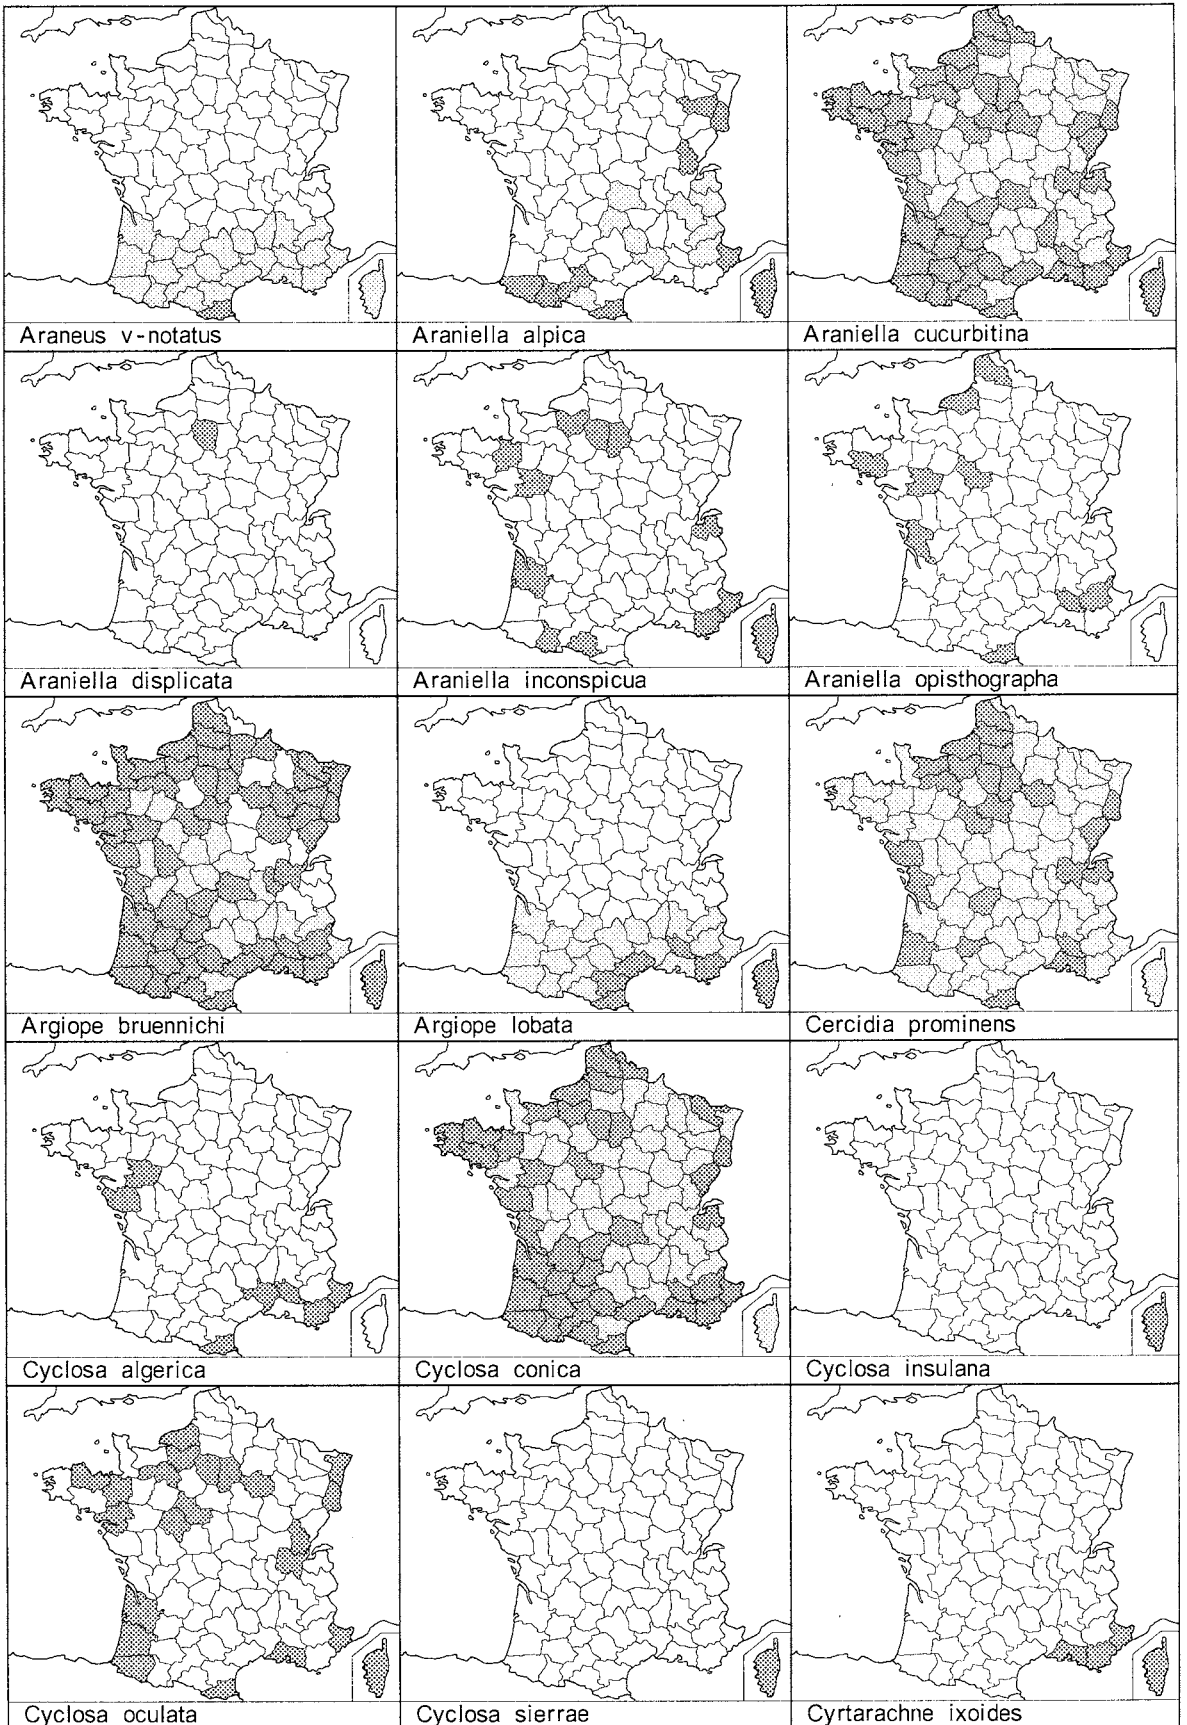 Araneus v-notatus
Araniella alpica
Araniella cucurbitina
Araniella displicata
Araniella inconspicua
Araniella opisthographa
Argiope bruennichi
Argiope lobata
Cercidia prominens
Cyclosa algerica
Cyclosa conica
Cyclosa insulana
Cyclosa oculata
Cyclosa sierrae
Cyrtarachne ixoides